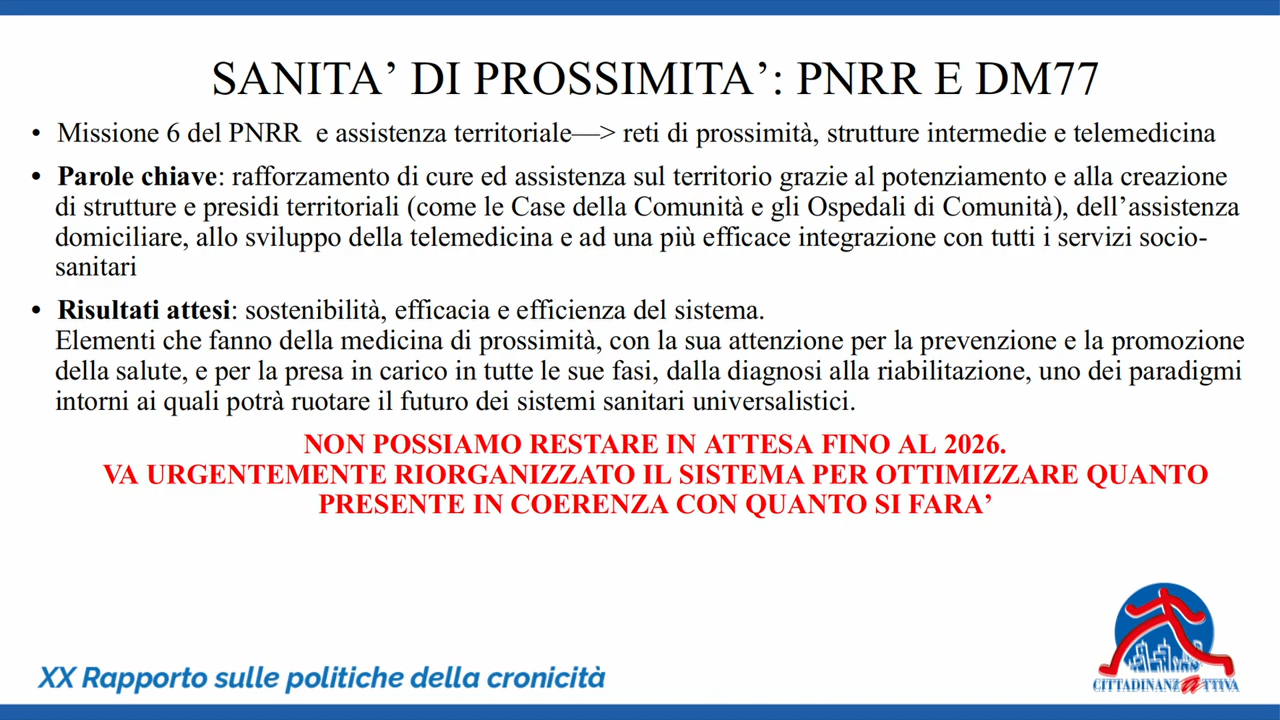 SANITA’ DI PROSSIMITA’: PNRR E DM77
• Missione 6 del PNRR e assistenza territoriale—> reti di prossimità, strutture intermedie e telemedicina
• Parole chiave: rafforzamento di cure ed assistenza sul territorio grazie al potenziamento e alla creazione
di strutture e presidi territoriali (come le Case della Comunità e gli Ospedali di Comunità), dell’assistenza
domiciliare, allo sviluppo della telemedicina e ad una più efficace integrazione con tutti i servizi socio-
sanitari
• Risultati attesi: sostenibilità, efficacia e efficienza del sistema.
Elementi che fanno della medicina di prossimità, con la sua attenzione per la prevenzione e la promozione
della salute, e per la presa in carico in tutte le sue fasi, dalla diagnosi alla riabilitazione, uno dei paradigmi
intorni ai quali potrà ruotare il futuro dei sistemi sanitari universalistici.
NON POSSIAMO RESTARE IN ATTESA FINO AL 2026.
VA URGENTEMENTE RIORGANIZZATO IL SISTEMA PER OTTIMIZZARE QUANTO
PRESENTE IN COERENZA CON QUANTO SI FARA’
XX Rapporto sulle politiche della cronicità
CITTADINANZATTIVA